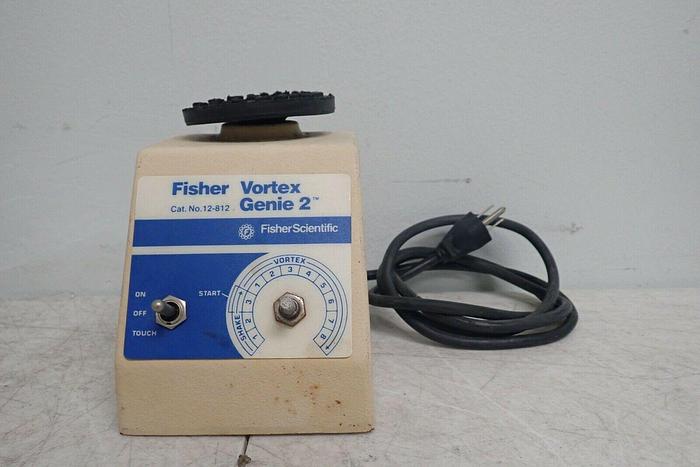 Fisher Vortex
Cat. No. 12-812 Genie 2™
FisherScientific
VORTEX
START
1 2 3 4 5 6 7 8
SHAKE
1 2 3
ON
OFF
TOUCH